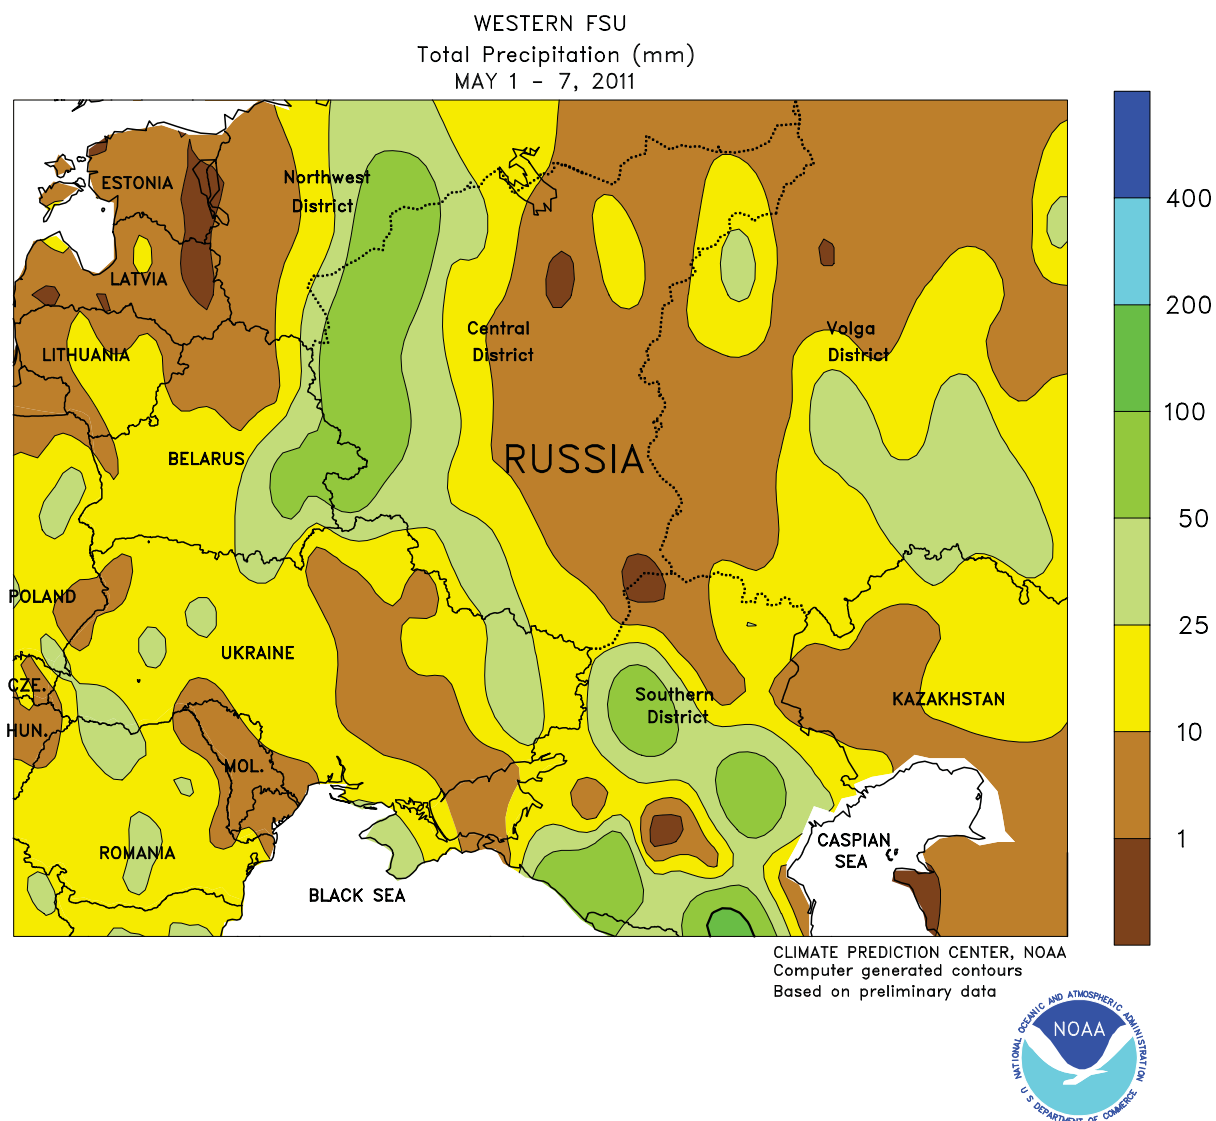 WESTERN FSU
Total Precipitation (mm)
MAY 1 - 7, 2011
ESTONIA
Northwest
District
LATVIA
LITHUANIA
Central
District
Volga
District
BELARUS
RUSSIA
POLAND
UKRAINE
CZE.
HUN.
Southern
District
KAZAKHSTAN
MOL.
ROMANIA
CASPIAN
SEA
BLACK SEA
400
200
100
50
25
10
1
CLIMATE PREDICTION CENTER, NOAA
Computer generated contours
Based on preliminary data
NATIONAL OCEANIC AND ATMOSPHERIC ADMINISTRATION
NOAA
U S DEPARTMENT OF COMMERCE